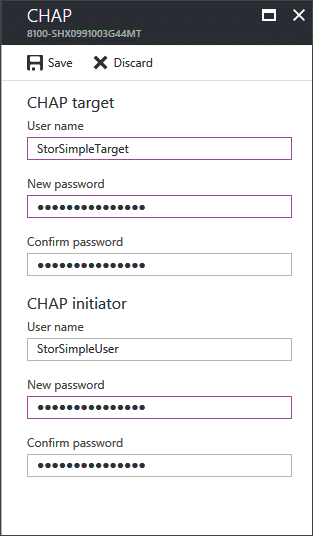 CHAP
8100-SHX0991003G44MT
Save Discard
CHAP target
User name
StorSimpleTarget
New password
●●●●●●●●●●●●●●●
Confirm password
●●●●●●●●●●●●●●●
CHAP initiator
User name
StorSimpleUser
New password
●●●●●●●●●●●●●●●
Confirm password
●●●●●●●●●●●●●●●